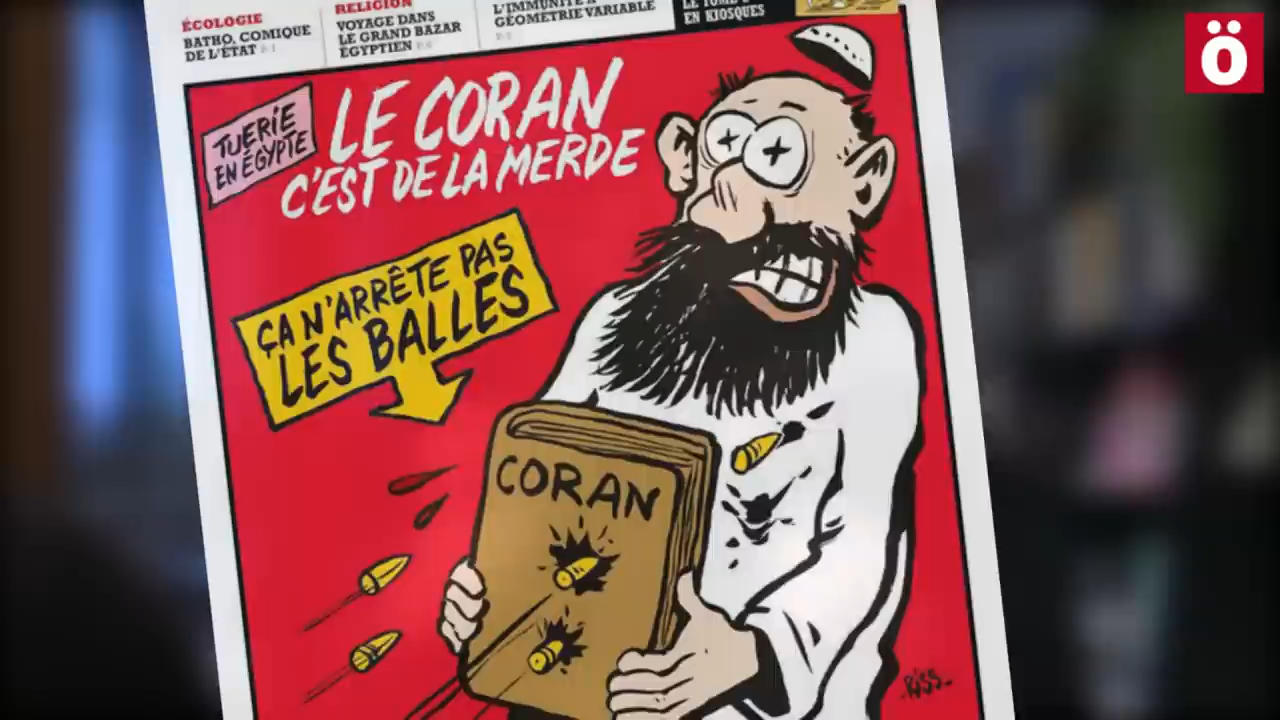 ÉCOLOGIE
BATHO, COMIQUE
DE L'ÉTAT
RELIGION
VOYAGE DANS
LE GRAND BAZAR
ÉGYPTIEN
L'IMMUNITÉ À
GÉOMÉTRIE VARIABLE
EN KIOSQUES
Ö
TUERIE
EN ÉGYPTE
LE CORAN
C'EST DE LA MERDE
ÇA N'ARRÊTE PAS
LES BALLES
CORAN
RISS